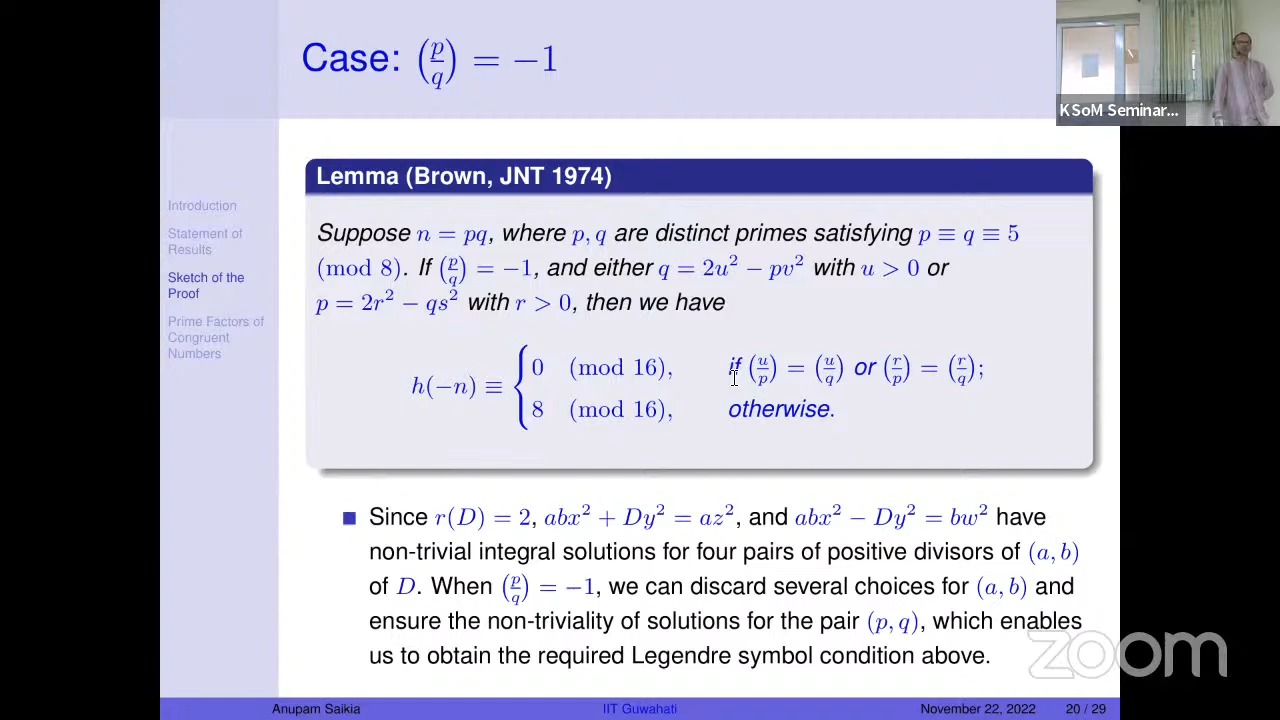 Case: (p/q) = −1
KSoM Seminar...
Lemma (Brown, JNT 1974)
Introduction
Statement of
Results
Sketch of the
Proof
Prime Factors of
Congruent
Numbers
Suppose n = pq, where p, q are distinct primes satisfying p ≡ q ≡ 5
(mod 8). If (p/q) = −1, and either q = 2u² − pv² with u > 0 or
p = 2r² − qs² with r > 0, then we have
h(−n) ≡ { 0 (mod 16), if (u/p) = (u/q) or (r/p) = (r/q);
8 (mod 16), otherwise.
Since r(D) = 2, abx² + Dy² = az², and abx² − Dy² = bw² have
non-trivial integral solutions for four pairs of positive divisors of (a, b)
of D. When (p/q) = −1, we can discard several choices for (a, b) and
ensure the non-triviality of solutions for the pair (p, q), which enables
us to obtain the required Legendre symbol condition above.
zoom
Anupam Saikia IIT Guwahati November 22, 2022 20 / 29